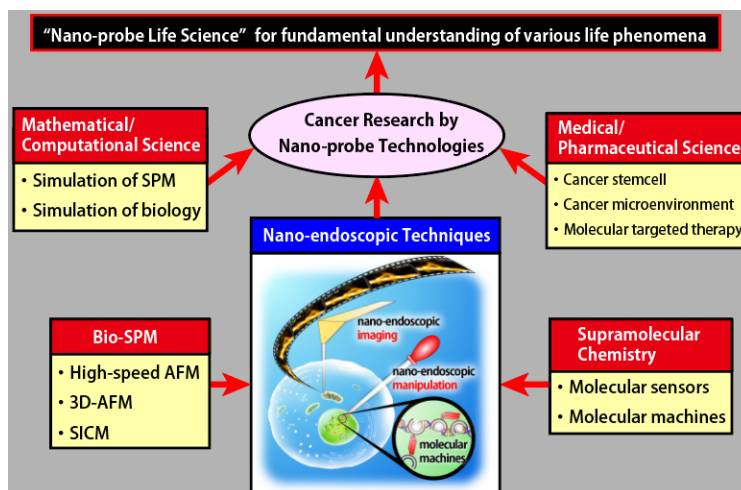 “Nano-probe Life Science” for fundamental understanding of various life phenomena
Mathematical/
Computational Science
• Simulation of SPM
• Simulation of biology
Cancer Research by
Nano-probe Technologies
Medical/
Pharmaceutical Science
• Cancer stemcell
• Cancer microenvironment
• Molecular targeted therapy
Nano-endoscopic Techniques
nano-endoscopic
imaging
nano-endoscopic
manipulation
molecular
machines
Bio-SPM
• High-speed AFM
• 3D-AFM
• SICM
Supramolecular
Chemistry
• Molecular sensors
• Molecular machines